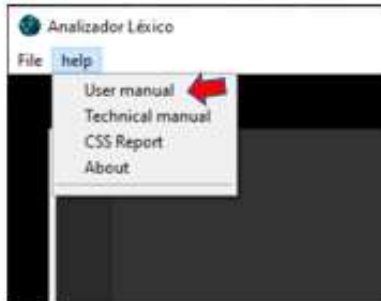 Analizador Léxico
File help
User manual
Technical manual
CSS Report
About